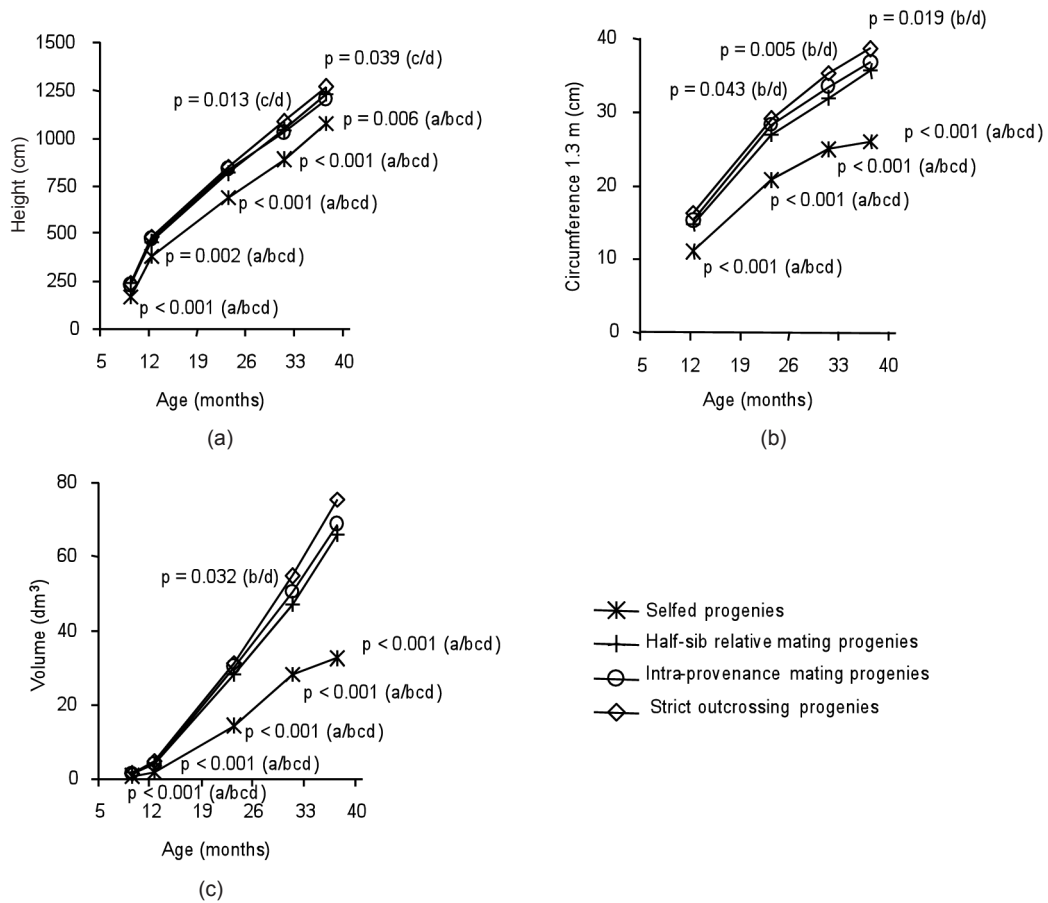 1500
1250
1000
750
500
250
0
Height (cm)
p = 0.039 (c/d)
p = 0.013 (c/d)
p = 0.006 (a/bcd)
p < 0.001 (a/bcd)
p < 0.001 (a/bcd)
p = 0.002 (a/bcd)
p < 0.001 (a/bcd)
5 12 19 26 33 40
Age (months)
(a)
40
30
20
10
0
Circumference 1.3 m (cm)
p = 0.019 (b/d)
p = 0.005 (b/d)
p = 0.043 (b/d)
p < 0.001 (a/bcd)
p < 0.001 (a/bcd)
p < 0.001 (a/bcd)
p < 0.001 (a/bcd)
5 12 19 26 33 40
Age (months)
(b)
80
60
40
20
0
Volume (dm³)
p = 0.032 (b/d)
p < 0.001 (a/bcd)
p < 0.001 (a/bcd)
p < 0.001 (a/bcd)
p < 0.001 (a/bcd)
p < 0.001 (a/bcd)
5 12 19 26 33 40
Age (months)
(c)
Selfed progenies
Half-sib relative mating progenies
Intra-provenance mating progenies
Strict outcrossing progenies